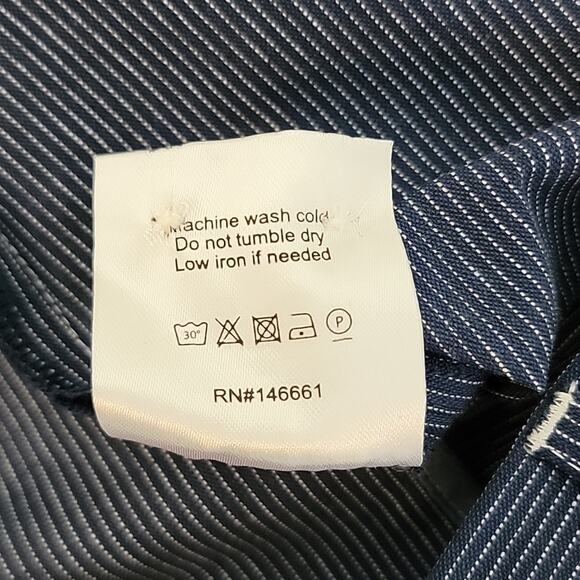 Machine wash cold
Do not tumble dry
Low iron if needed
30°
P
RN#146661